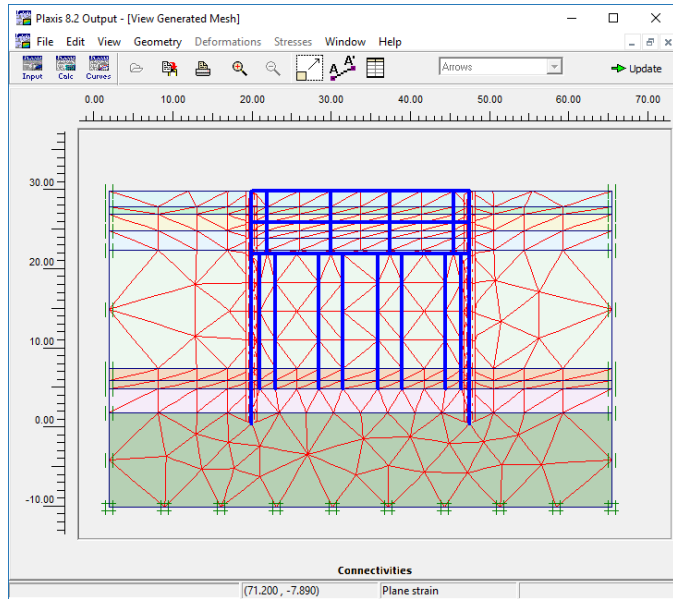 Plaxis 8.2 Output - [View Generated Mesh]
File Edit View Geometry Deformations Stresses Window Help
Input Calc Curves A A' Arrows Update
0.00 10.00 20.00 30.00 40.00 50.00 60.00 70.00
30.00
20.00
10.00
0.00
-10.00
Connectivities
(71.200 , -7.890) Plane strain